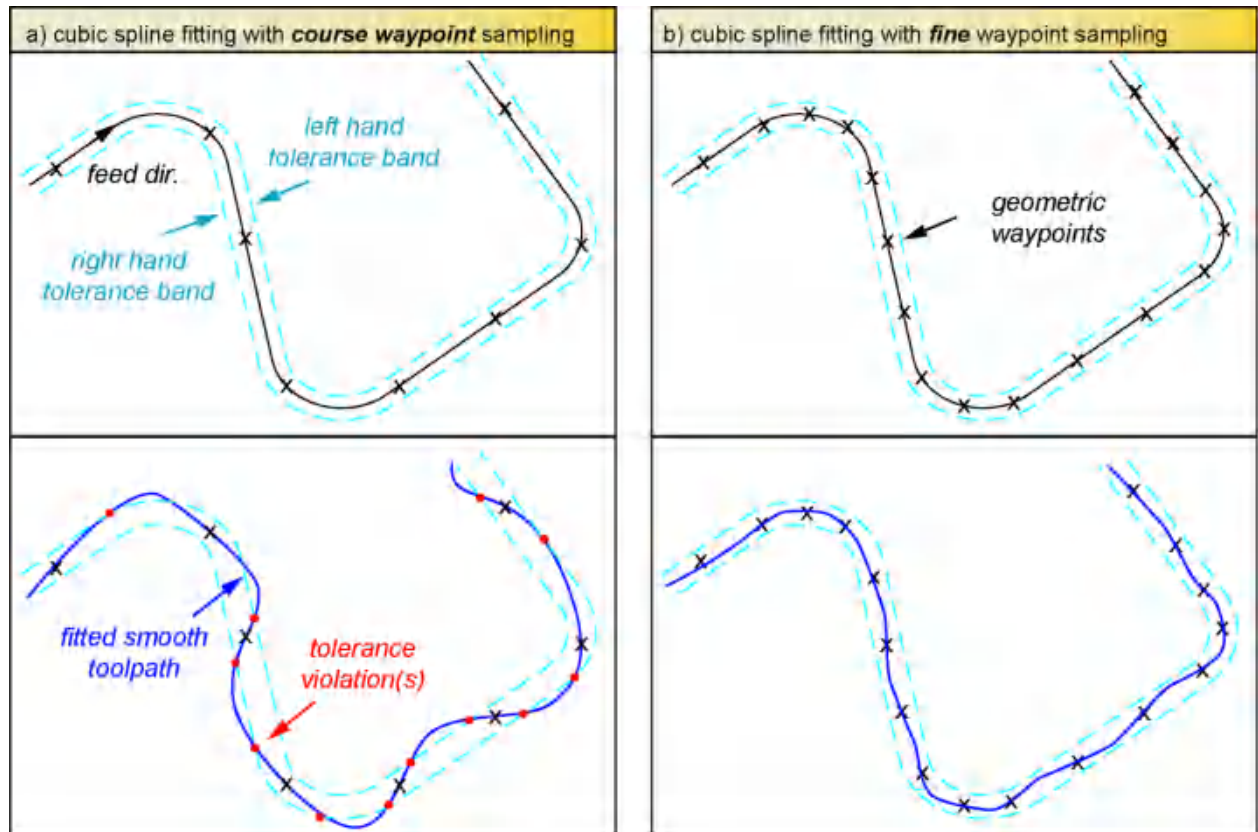 a) cubic spline fitting with course waypoint sampling
left hand
tolerance band
feed dir.
right hand
tolerance band
fitted smooth
toolpath
tolerance
violation(s)
b) cubic spline fitting with fine waypoint sampling
geometric
waypoints